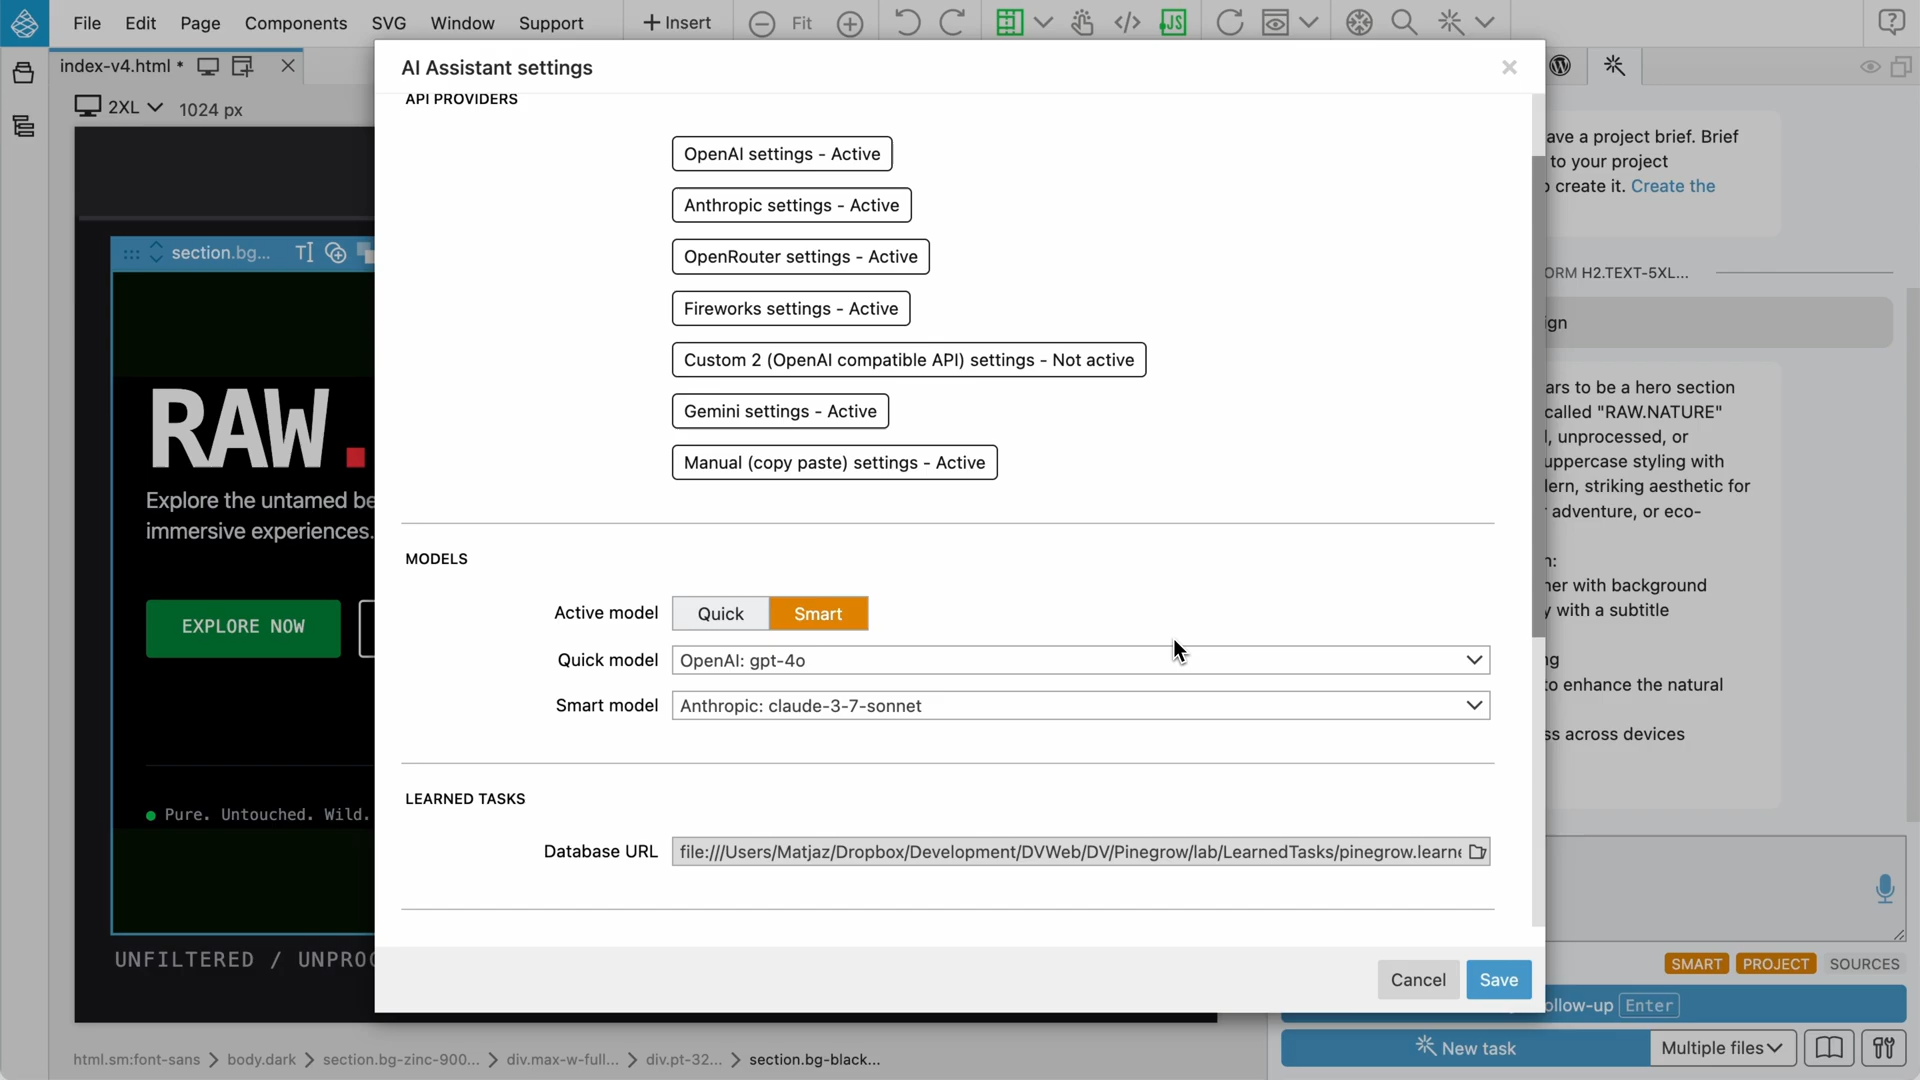 File Edit Page Components SVG Window Support Insert Fit JS
index-v4.html *
2XL 1024 px
AI Assistant settings
API PROVIDERS
OpenAI settings - Active
Anthropic settings - Active
OpenRouter settings - Active
Fireworks settings - Active
Custom 2 (OpenAI compatible API) settings - Not active
Gemini settings - Active
Manual (copy paste) settings - Active
MODELS
Active model Quick Smart
Quick model OpenAI: gpt-4o
Smart model Anthropic: claude-3-7-sonnet
LEARNED TASKS
Database URL file:///Users/Matjaz/Dropbox/Development/DVWeb/DV/Pinegrow/lab/LearnedTasks/pinegrow.learne
Cancel Save
section.bg...
RAW.
Explore the untamed be
immersive experiences.
EXPLORE NOW
Pure. Untouched. Wild.
UNFILTERED / UNPROC
ave a project brief. Brief
to your project
create it. Create the
ORM H2.TEXT-5XL...
ign
ars to be a hero section
called "RAW.NATURE"
, unprocessed, or
uppercase styling with
lern, striking aesthetic for
adventure, or eco-
n:
ner with background
y with a subtitle
ng
to enhance the natural
ss across devices
SMART PROJECT SOURCES
ollow-up Enter
New task Multiple files
html.sm:font-sans body.dark section.bg-zinc-900... div.max-w-full... div.pt-32... section.bg-black...